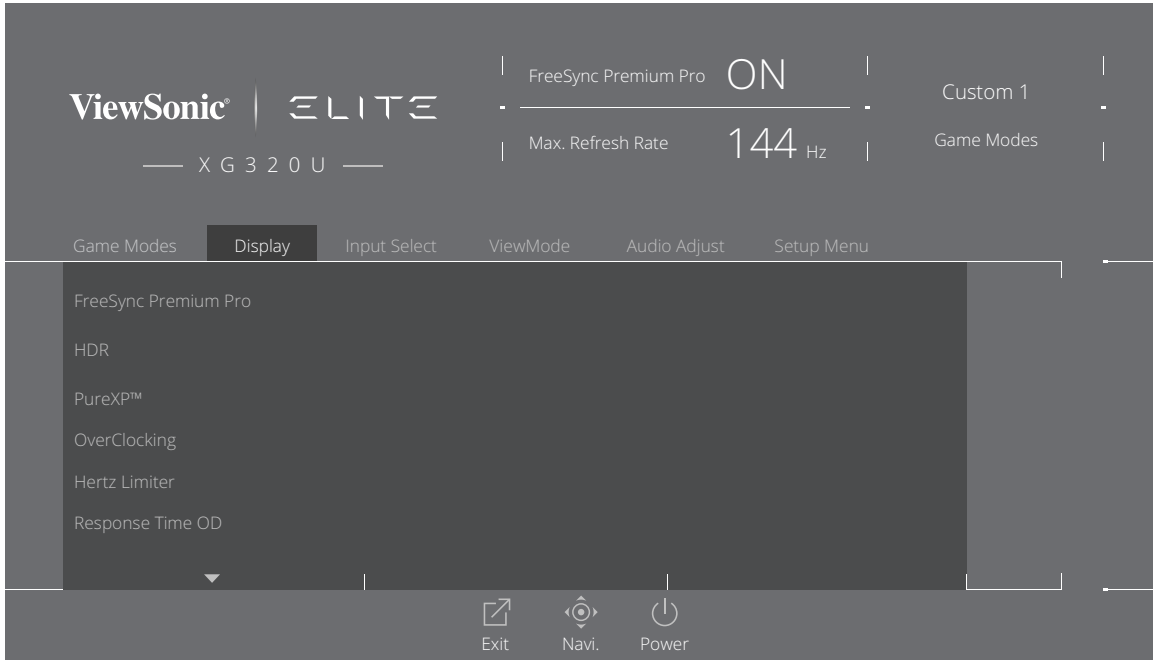 ViewSonic® ELITE
XG320U
FreeSync Premium Pro ON
Max. Refresh Rate 144 Hz
Custom 1
Game Modes
Game Modes Display Input Select ViewMode Audio Adjust Setup Menu
FreeSync Premium Pro
HDR
PureXP™
OverClocking
Hertz Limiter
Response Time OD
Exit Navi. Power